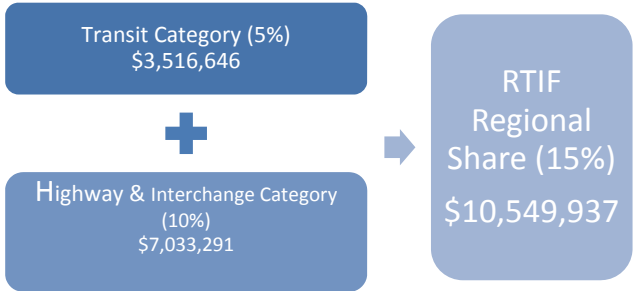 Transit Category (5%)
$3,516,646
Highway & Interchange Category
(10%)
$7,033,291
RTIF
Regional
Share (15%)
$10,549,937